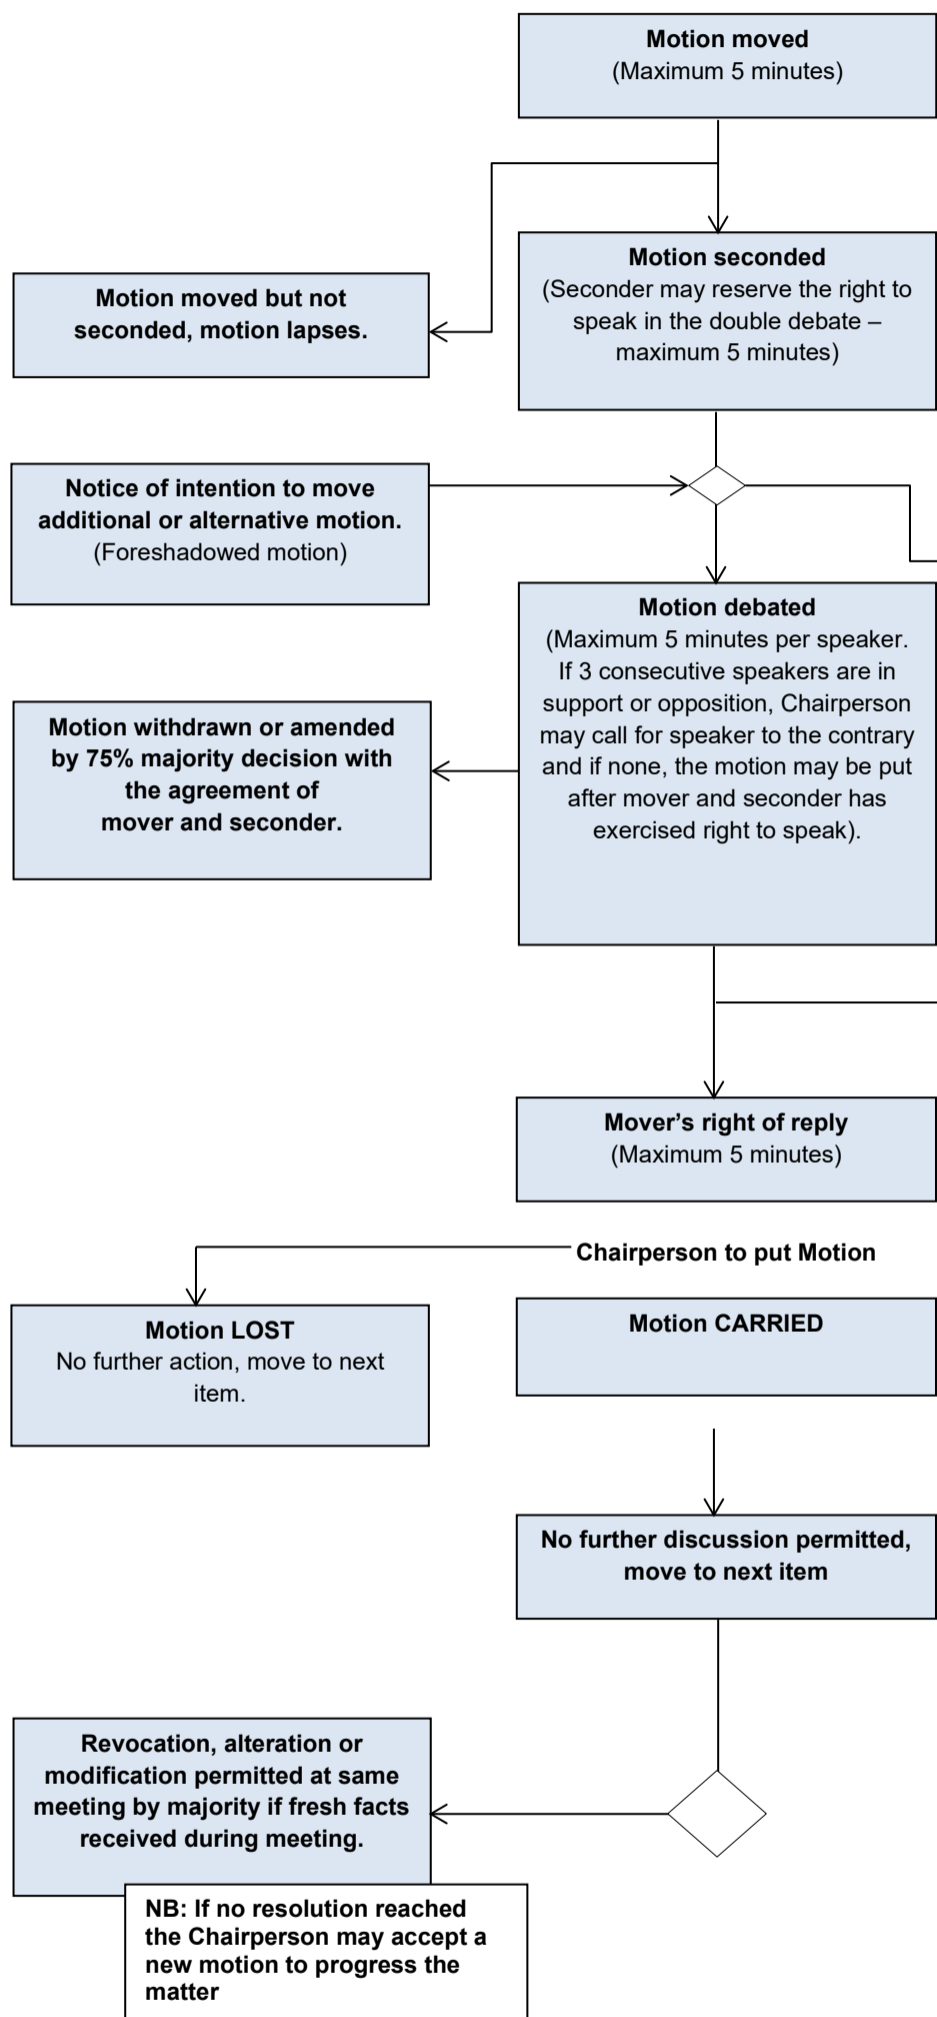 Motion moved
(Maximum 5 minutes)
Motion seconded
(Seconder may reserve the right to
speak in the double debate –
maximum 5 minutes)
Motion moved but not
seconded, motion lapses.
Notice of intention to move
additional or alternative motion.
(Foreshadowed motion)
Motion debated
(Maximum 5 minutes per speaker.
If 3 consecutive speakers are in
support or opposition, Chairperson
may call for speaker to the contrary
and if none, the motion may be put
after mover and seconder has
exercised right to speak).
Motion withdrawn or amended
by 75% majority decision with
the agreement of
mover and seconder.
Mover’s right of reply
(Maximum 5 minutes)
Chairperson to put Motion
Motion LOST
No further action, move to next
item.
Motion CARRIED
No further discussion permitted,
move to next item
Revocation, alteration or
modification permitted at same
meeting by majority if fresh facts
received during meeting.
NB: If no resolution reached
the Chairperson may accept a
new motion to progress the
matter